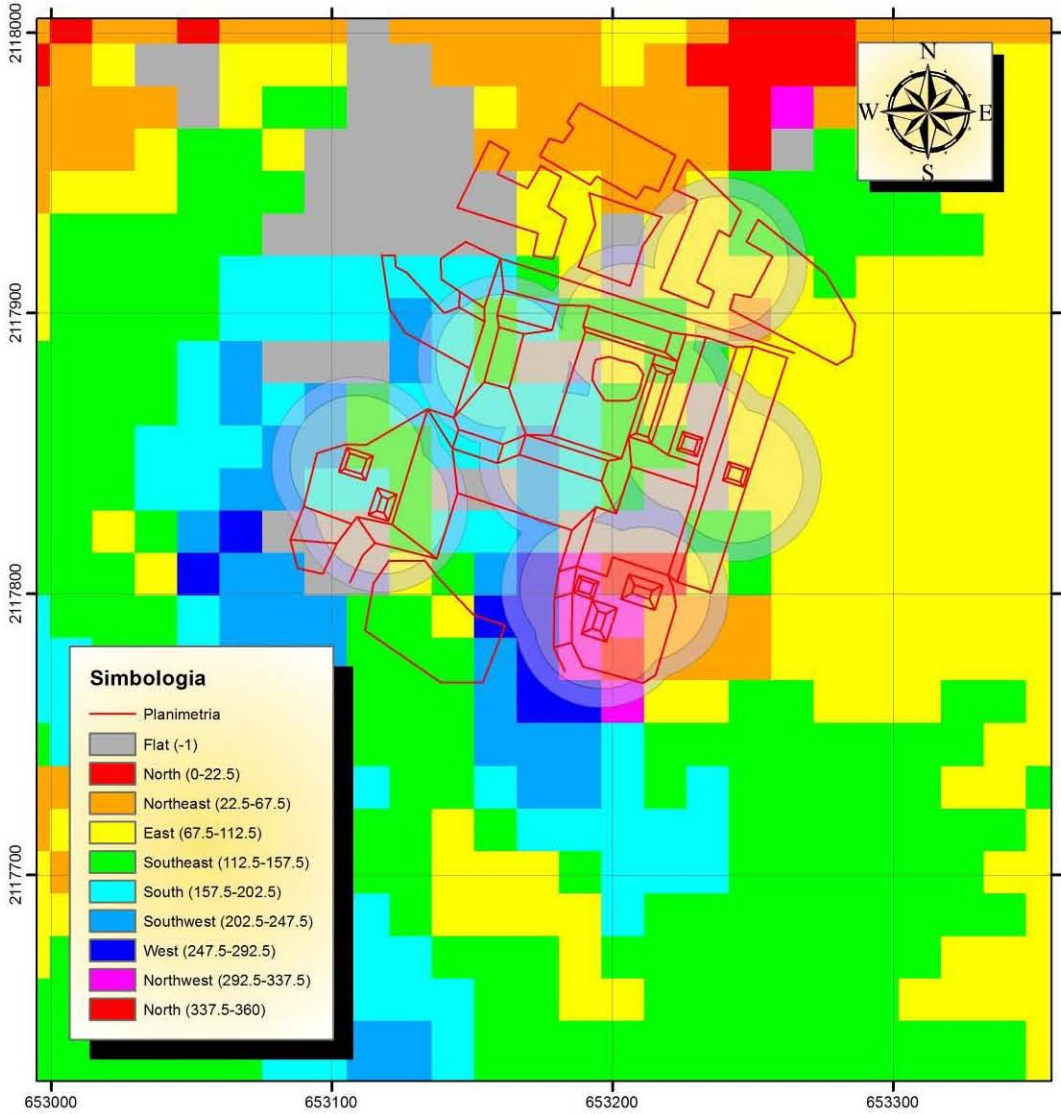 2118000
2117900
2117800
2117700
653000
653100
653200
653300
N
W E
S
Simbologia
Planimetria
Flat (-1)
North (0-22.5)
Northeast (22.5-67.5)
East (67.5-112.5)
Southeast (112.5-157.5)
South (157.5-202.5)
Southwest (202.5-247.5)
West (247.5-292.5)
Northwest (292.5-337.5)
North (337.5-360)